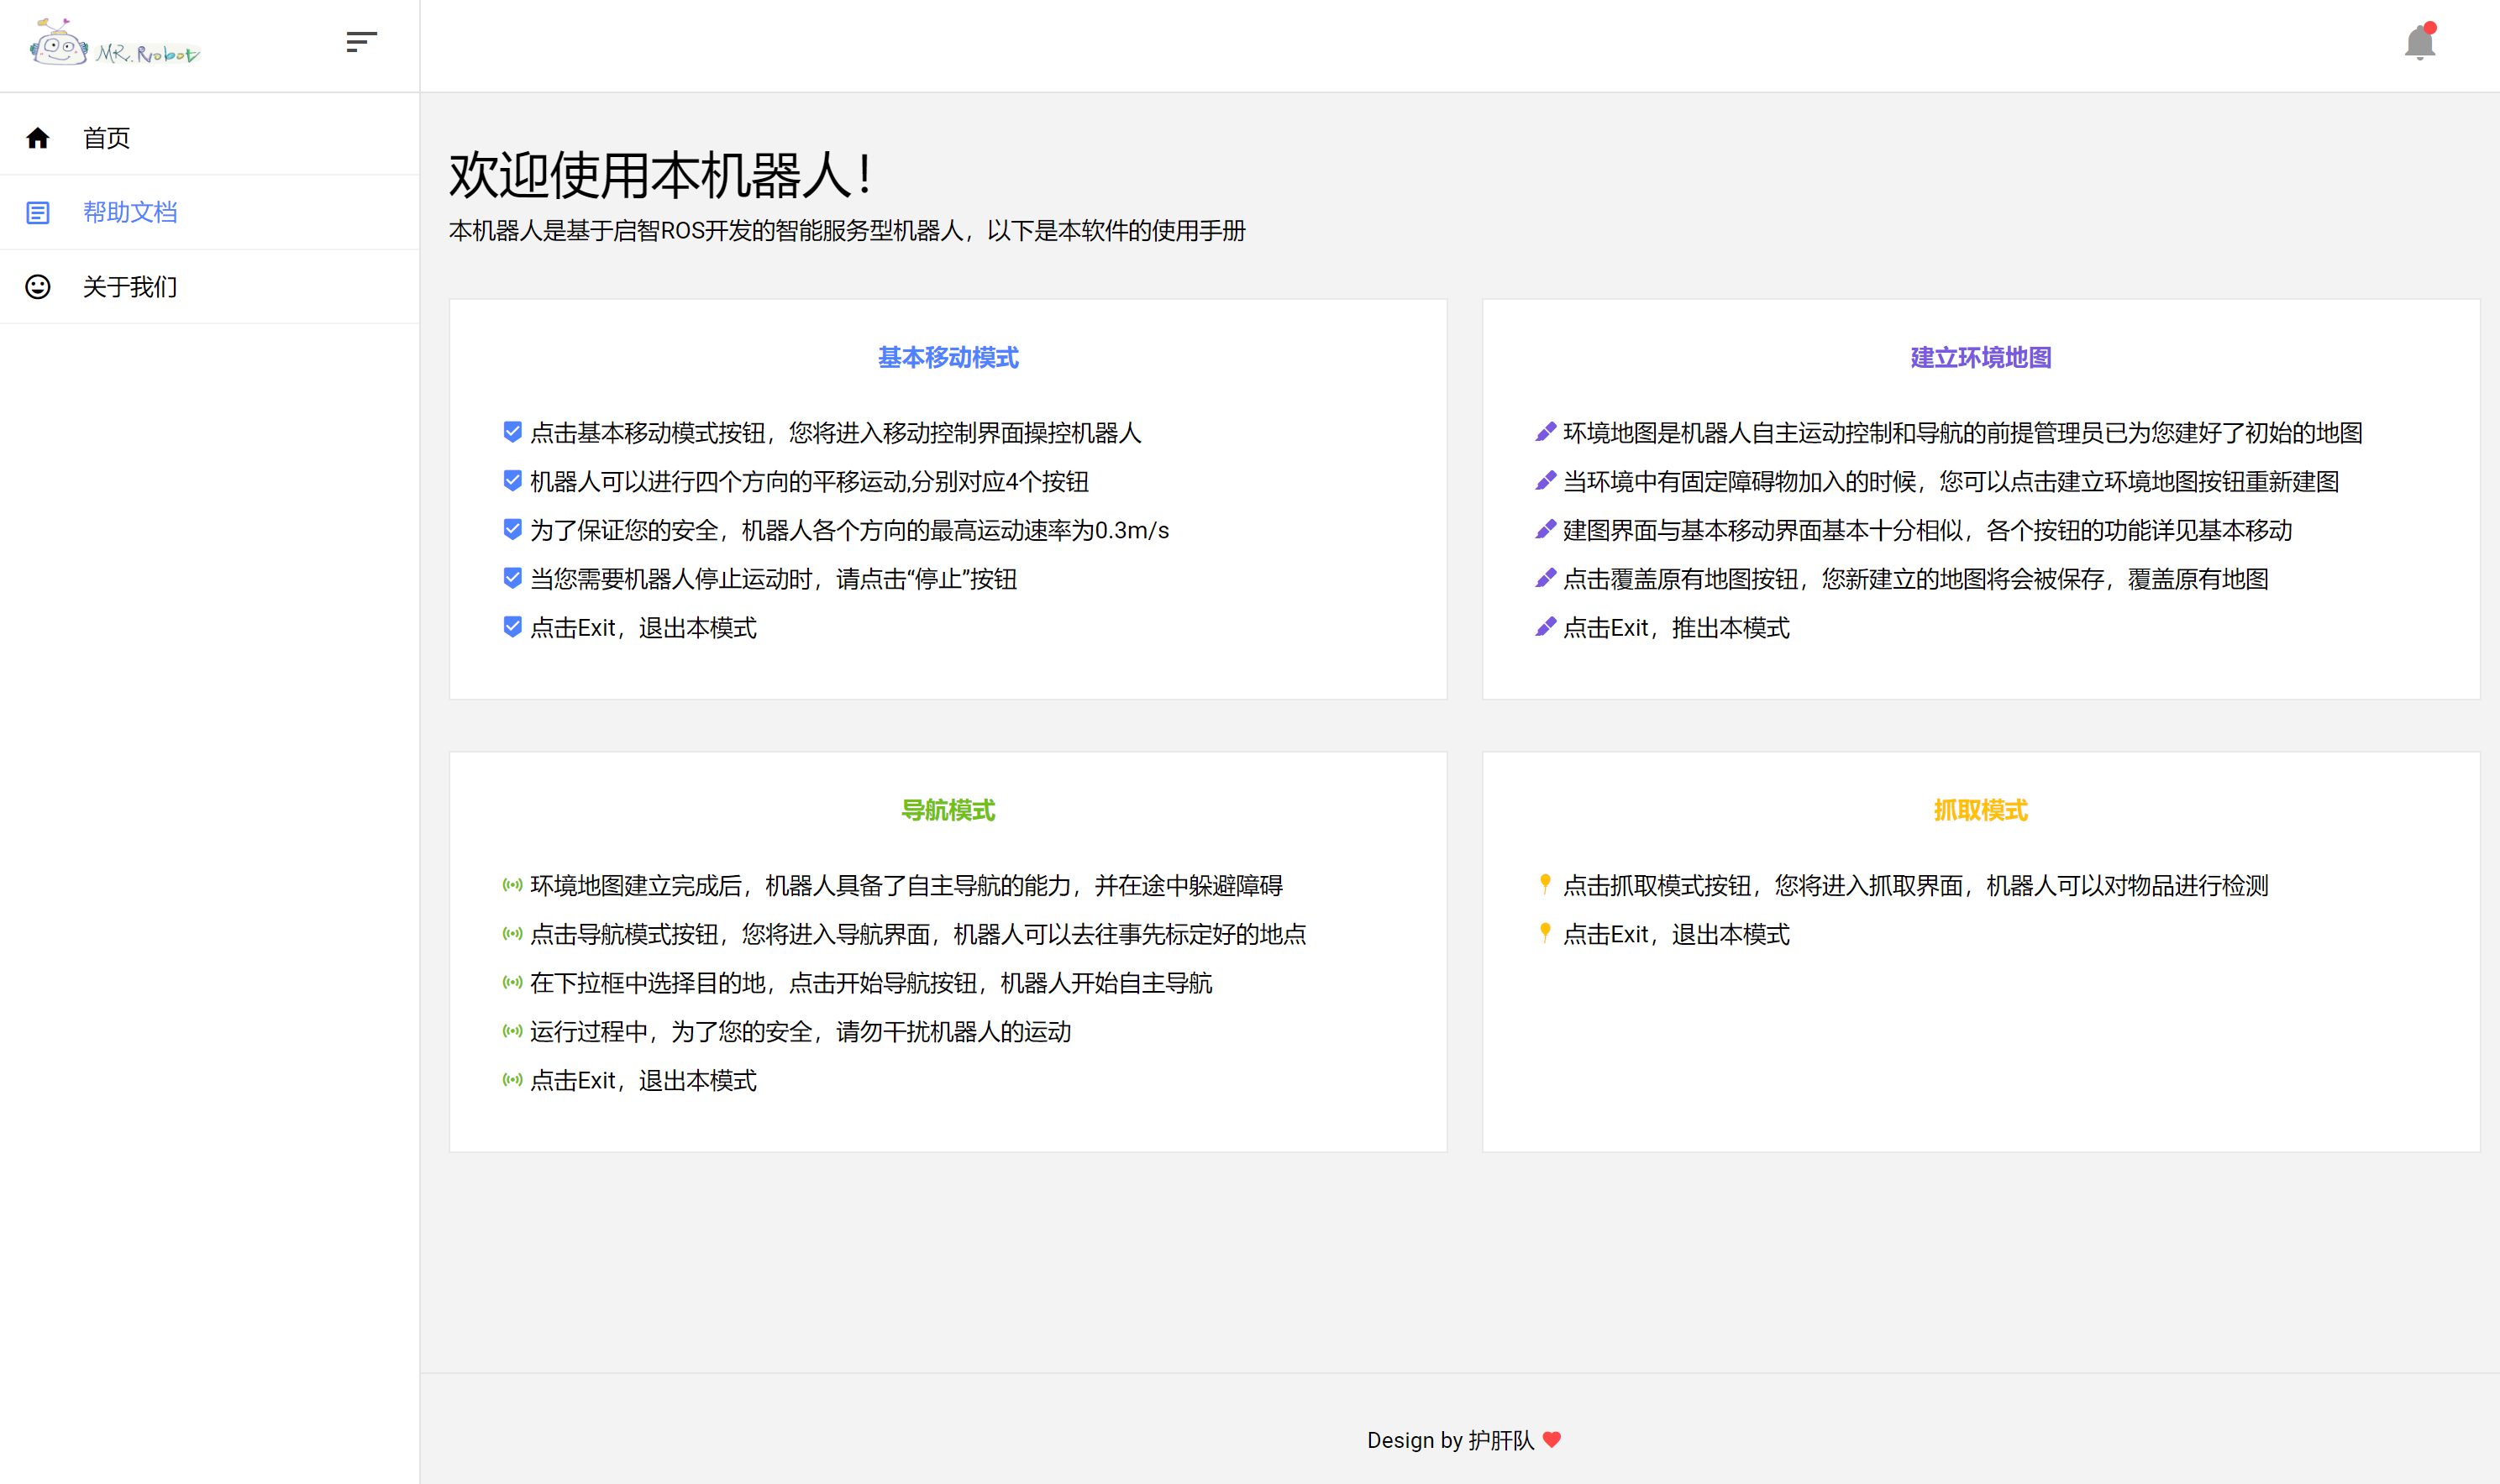 MR.Robot
首页
帮助文档
关于我们
欢迎使用本机器人！
本机器人是基于启智ROS开发的智能服务型机器人，以下是本软件的使用手册
基本移动模式
点击基本移动模式按钮，您将进入移动控制界面操控机器人
机器人可以进行四个方向的平移运动,分别对应4个按钮
为了保证您的安全，机器人各个方向的最高运动速率为0.3m/s
当您需要机器人停止运动时，请点击“停止”按钮
点击Exit，退出本模式
建立环境地图
环境地图是机器人自主运动控制和导航的前提管理员已为您建好了初始的地图
当环境中有固定障碍物加入的时候，您可以点击建立环境地图按钮重新建图
建图界面与基本移动界面基本十分相似，各个按钮的功能详见基本移动
点击覆盖原有地图按钮，您新建立的地图将会被保存，覆盖原有地图
点击Exit，推出本模式
导航模式
环境地图建立完成后，机器人具备了自主导航的能力，并在途中躲避障碍
点击导航模式按钮，您将进入导航界面，机器人可以去往事先标定好的地点
在下拉框中选择目的地，点击开始导航按钮，机器人开始自主导航
运行过程中，为了您的安全，请勿干扰机器人的运动
点击Exit，退出本模式
抓取模式
点击抓取模式按钮，您将进入抓取界面，机器人可以对物品进行检测
点击Exit，退出本模式
Design by 护肝队